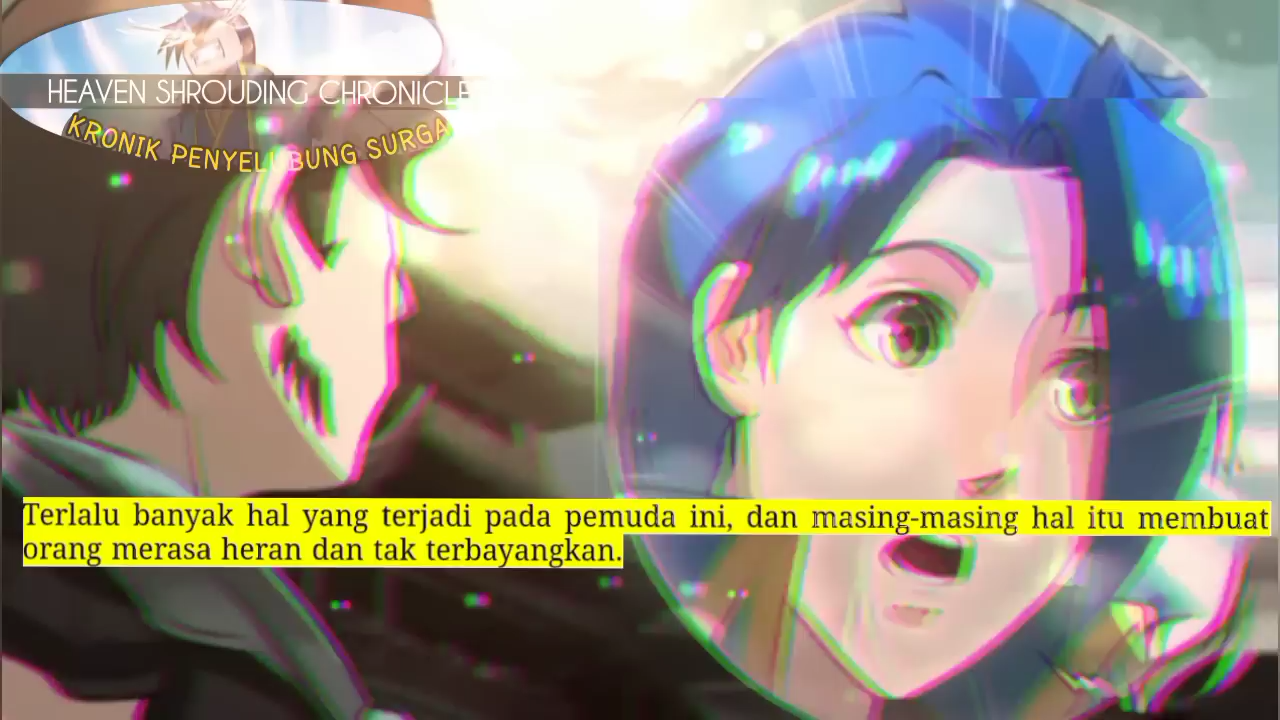 HEAVEN SHROUDING CHRONICLE
KRONIK PENYELUBUNG SURGA
Terlalu banyak hal yang terjadi pada pemuda ini, dan masing-masing hal itu membuat
orang merasa heran dan tak terbayangkan.